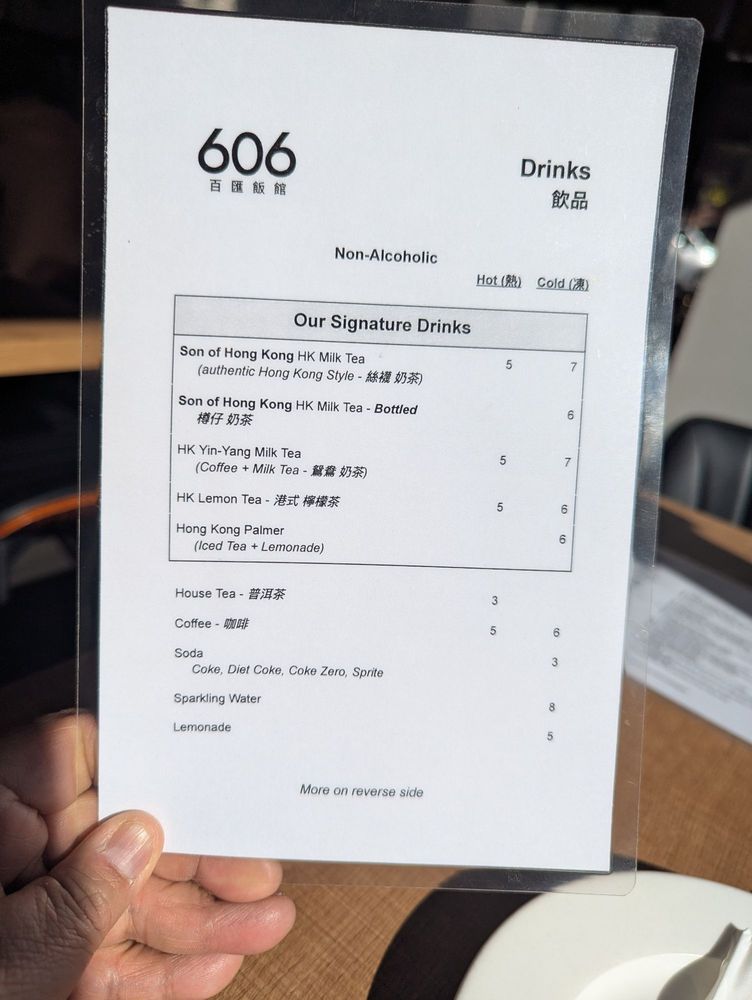 606
百匯飯館
Drinks
飲品
Non-Alcoholic
Hot (熱) Cold (凍)
Our Signature Drinks
Son of Hong Kong HK Milk Tea 5 7
(authentic Hong Kong Style - 絲襪 奶茶)
Son of Hong Kong HK Milk Tea - Bottled 6
樽仔 奶茶
HK Yin-Yang Milk Tea 5 7
(Coffee + Milk Tea - 鴛鴦 奶茶)
HK Lemon Tea - 港式 檸檬茶 5 6
Hong Kong Palmer 6
(Iced Tea + Lemonade)
House Tea - 普洱茶 3
Coffee - 咖啡 5 6
Soda 3
Coke, Diet Coke, Coke Zero, Sprite
Sparkling Water 8
Lemonade 5
More on reverse side